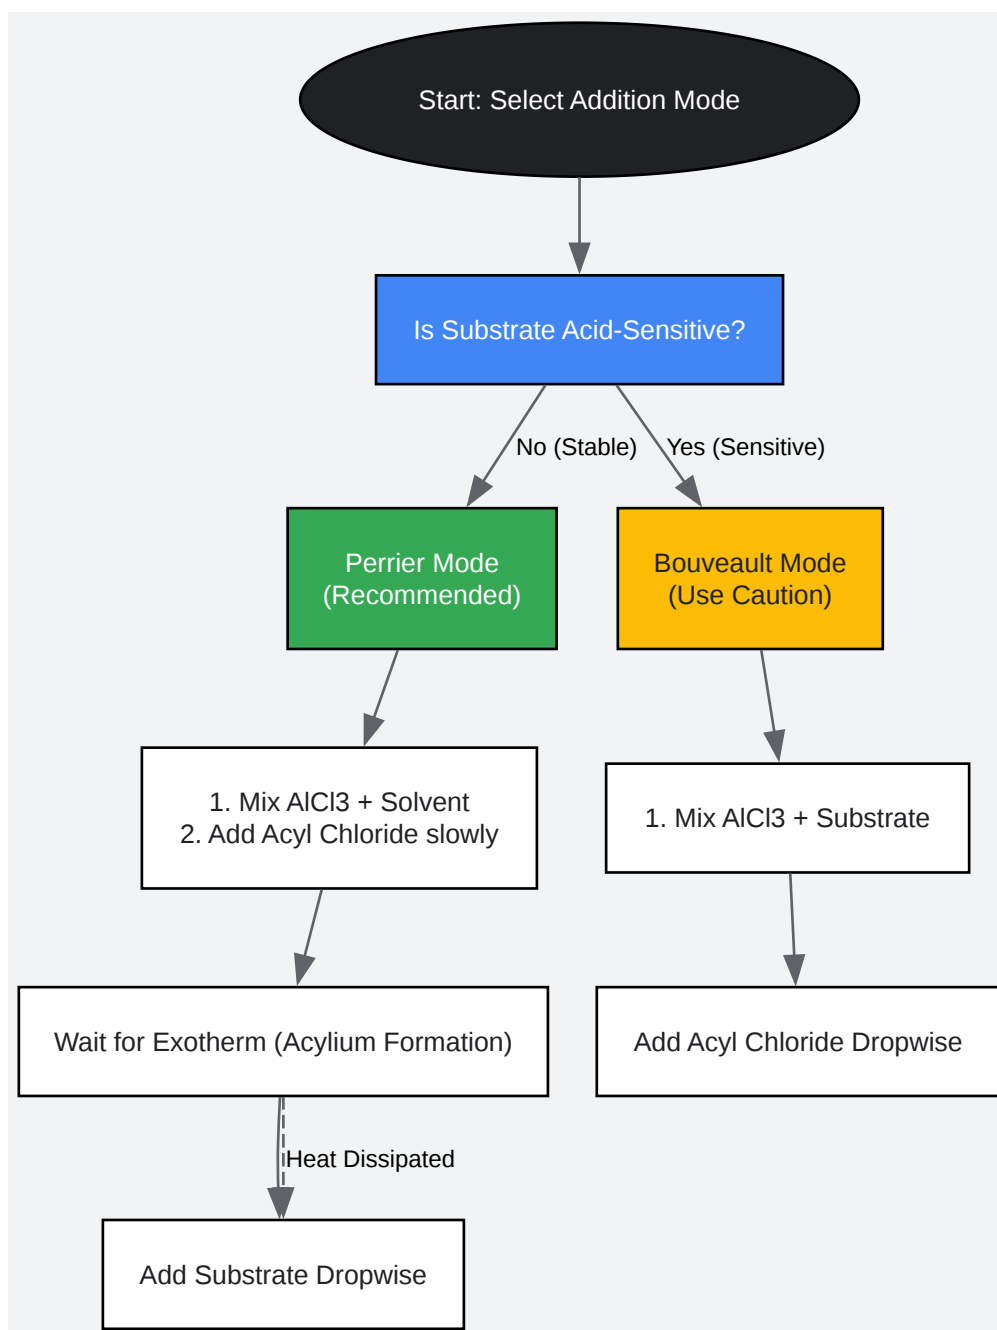 Start: Select Addition Mode
Is Substrate Acid-Sensitive?
No (Stable)
Yes (Sensitive)
Perrier Mode
(Recommended)
Bouveault Mode
(Use Caution)
1. Mix AlCl3 + Solvent
2. Add Acyl Chloride slowly
1. Mix AlCl3 + Substrate
Wait for Exotherm (Acylium Formation)
Add Acyl Chloride Dropwise
Heat Dissipated
Add Substrate Dropwise